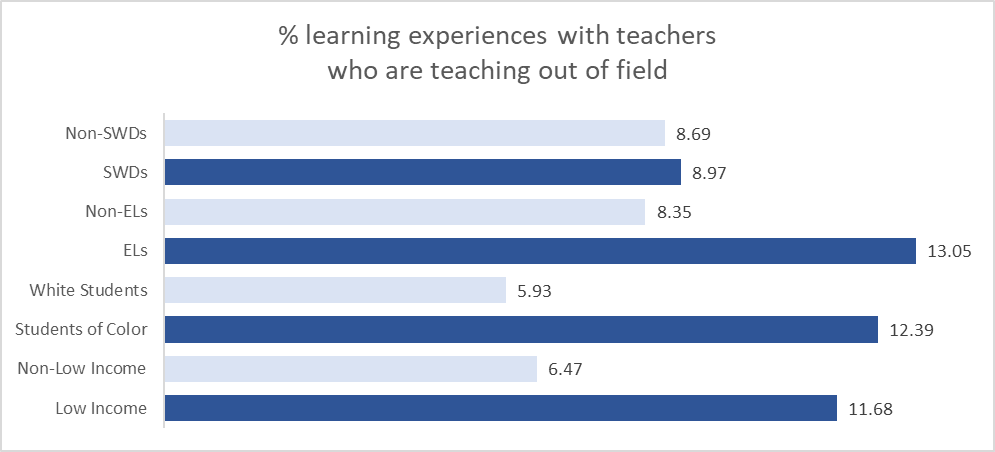 % learning experiences with teachers
who are teaching out of field
Non-SWDs 8.69
SWDs 8.97
Non-ELs 8.35
ELs 13.05
White Students 5.93
Students of Color 12.39
Non-Low Income 6.47
Low Income 11.68